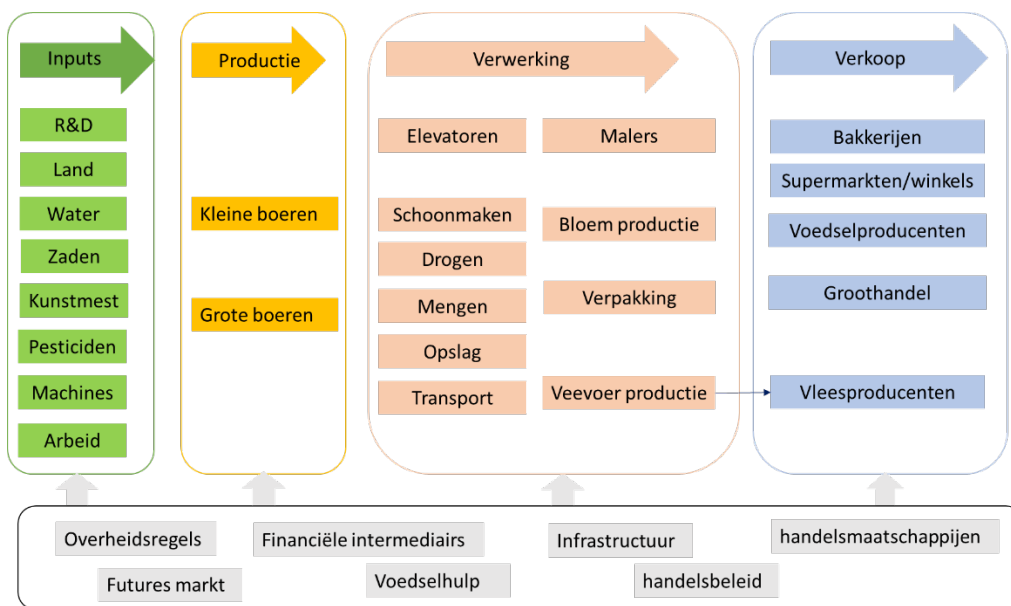 Inputs
R&D
Land
Water
Zaden
Kunstmest
Pesticiden
Machines
Arbeid
Productie
Kleine boeren
Grote boeren
Verwerking
Elevatoren
Schoonmaken
Drogen
Mengen
Opslag
Transport
Malers
Bloem productie
Verpakking
Veevoer productie
Verkoop
Bakkerijen
Supermarkten/winkels
Voedselproducenten
Groothandel
Vleesproducenten
Overheidsregels
Financiële intermediairs
Infrastructuur
handelsmaatschappijen
Futures markt
Voedselhulp
handelsbeleid